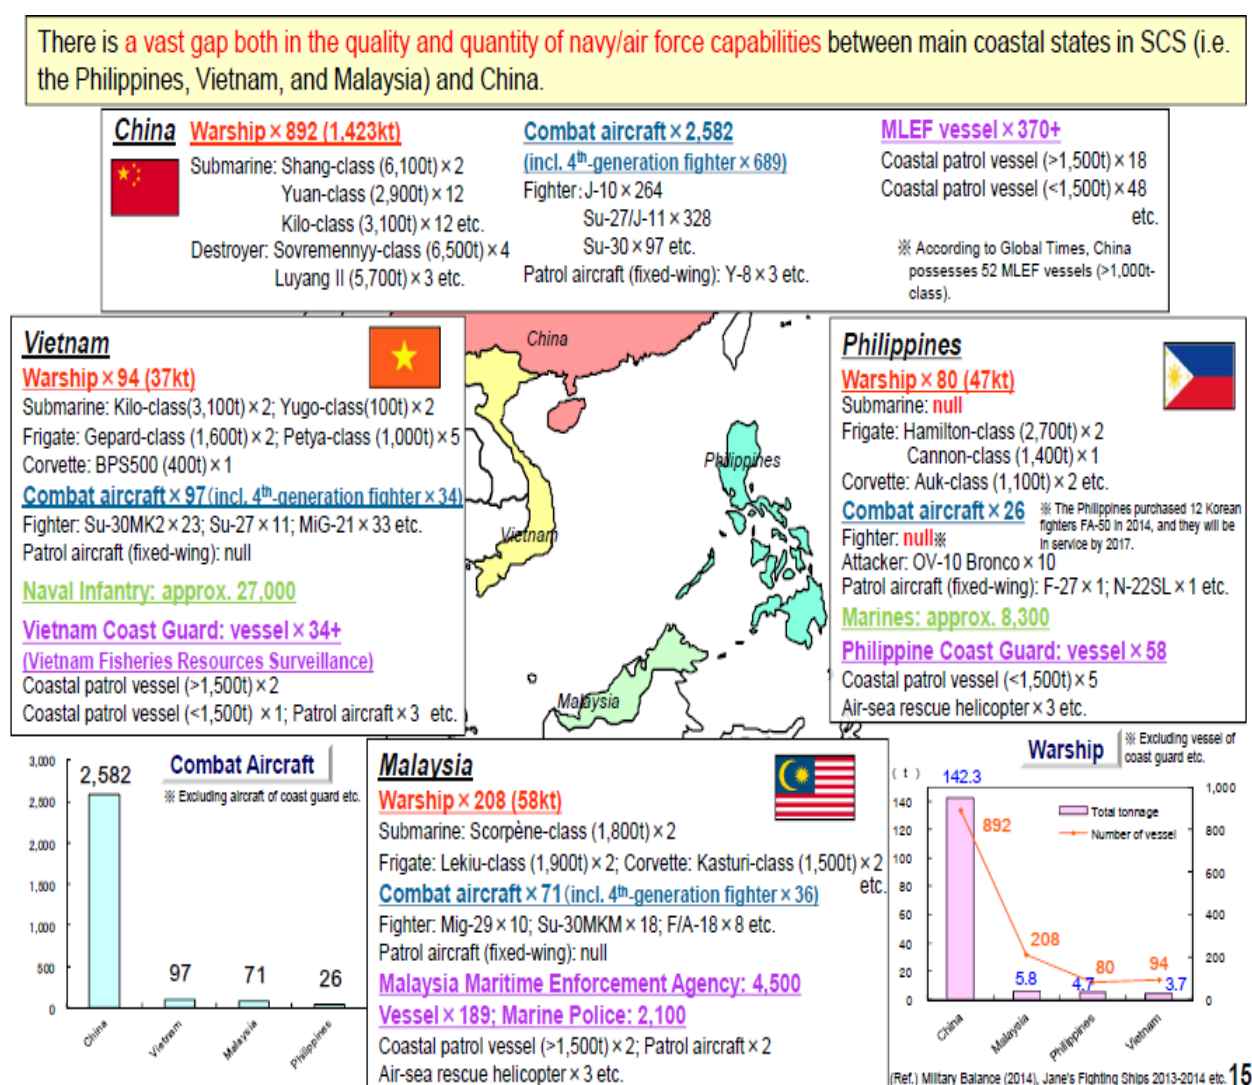 There is a vast gap both in the quality and quantity of navy/air force capabilities between main coastal states in SCS (i.e.
the Philippines, Vietnam, and Malaysia) and China.
China
Warship×892 (1,423kt)
Submarine: Shang-class (6,100t)×2
Yuan-class (2,900t)×12
Kilo-class (3,100t)×12 etc.
Destroyer: Sovremennyy-class (6,500t)×4
Luyang II (5,700t)×3 etc.
Combat aircraft×2,582
(incl. 4th-generation fighter×689)
Fighter: J-10×264
Su-27/J-11×328
Su-30×97 etc.
Patrol aircraft (fixed-wing): Y-8×3 etc.
MLEF vessel×370+
Coastal patrol vessel (>1,500t)×18
Coastal patrol vessel (<1,500t)×48
etc.
※ According to Global Times, China
possesses 52 MLEF vessels (>1,000t-
class).
Vietnam
Warship×94 (37kt)
Submarine: Kilo-class(3,100t)×2; Yugo-class(100t)×2
Frigate: Gepard-class (1,600t)×2; Petya-class (1,000t)×5
Corvette: BPS500 (400t)×1
Combat aircraft×97(incl. 4th-generation fighter×34)
Fighter: Su-30MK2×23; Su-27×11; MiG-21×33 etc.
Patrol aircraft (fixed-wing): null
Naval Infantry: approx. 27,000
Vietnam Coast Guard: vessel×34+
(Vietnam Fisheries Resources Surveillance)
Coastal patrol vessel (>1,500t)×2
Coastal patrol vessel (<1,500t) ×1; Patrol aircraft×3 etc.
China
Philippines
Vietnam
Malaysia
Philippines
Warship×80 (47kt)
Submarine: null
Frigate: Hamilton-class (2,700t)×2
Cannon-class (1,400t)×1
Corvette: Auk-class (1,100t)×2 etc.
Combat aircraft×26
※ The Philippines purchased 12 Korean
fighters FA-50 in 2014, and they will be
in service by 2017.
Fighter: null※
Attacker: OV-10 Bronco×10
Patrol aircraft (fixed-wing): F-27×1; N-22SL×1 etc.
Marines: approx. 8,300
Philippine Coast Guard: vessel×58
Coastal patrol vessel (<1,500t)×5
Air-sea rescue helicopter×3 etc.
Combat Aircraft
※ Excluding aircraft of coast guard etc.
3,000
2,500
2,000
1,500
1,000
500
0
2,582
97
71
26
China
Vietnam
Malaysia
Philippines
Malaysia
Warship×208 (58kt)
Submarine: Scorpène-class (1,800t)×2
Frigate: Lekiu-class (1,900t)×2; Corvette: Kasturi-class (1,500t)×2
etc.
Combat aircraft×71(incl. 4th-generation fighter×36)
Fighter: Mig-29×10; Su-30MKM×18; F/A-18×8 etc.
Patrol aircraft (fixed-wing): null
Malaysia Maritime Enforcement Agency: 4,500
Vessel×189; Marine Police: 2,100
Coastal patrol vessel (>1,500t)×2; Patrol aircraft×2
Air-sea rescue helicopter×3 etc.
Warship
※ Excluding vessel of
coast guard etc.
( t )
140
120
100
80
60
40
20
0
1,000
800
600
400
200
0
Total tonnage
Number of vessel
142.3
892
208
5.8
80
4.7
94
3.7
China
Malaysia
Philippines
Vietnam
(Ref.) Military Balance (2014), Jane's Fighting Ships 2013-2014 etc. 15